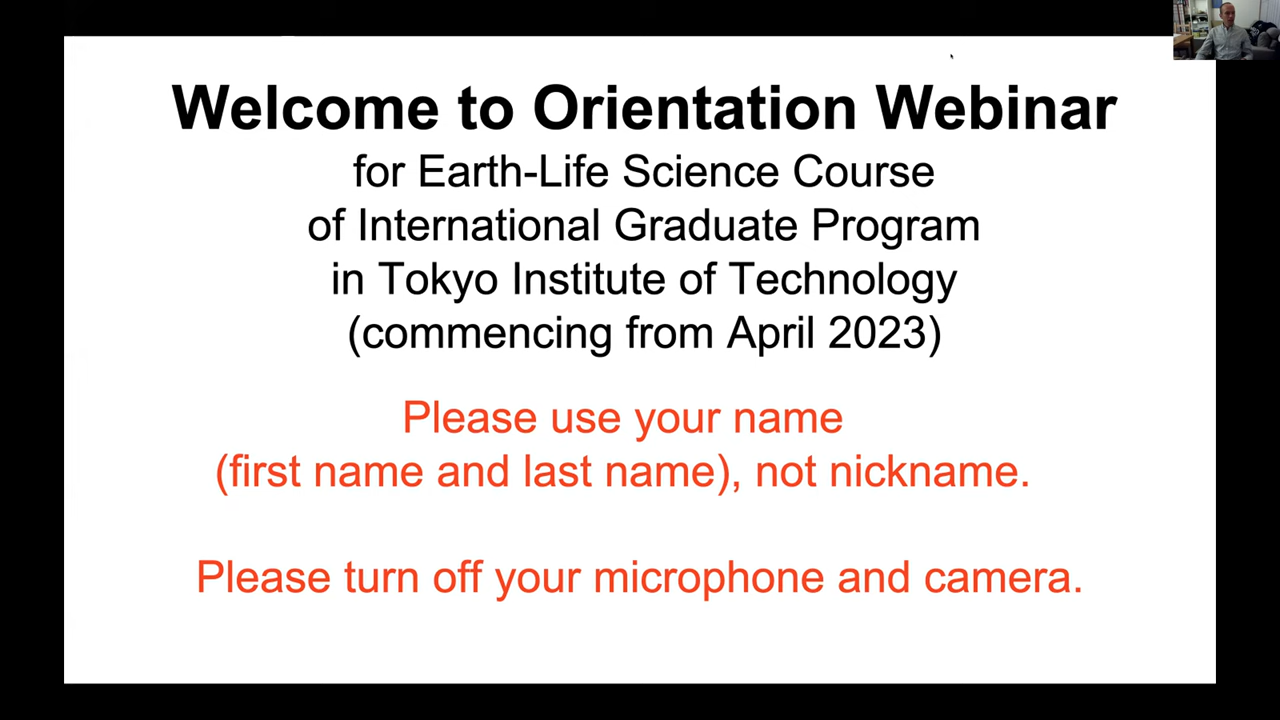 Welcome to Orientation Webinar
for Earth-Life Science Course
of International Graduate Program
in Tokyo Institute of Technology
(commencing from April 2023)
Please use your name
(first name and last name), not nickname.
Please turn off your microphone and camera.